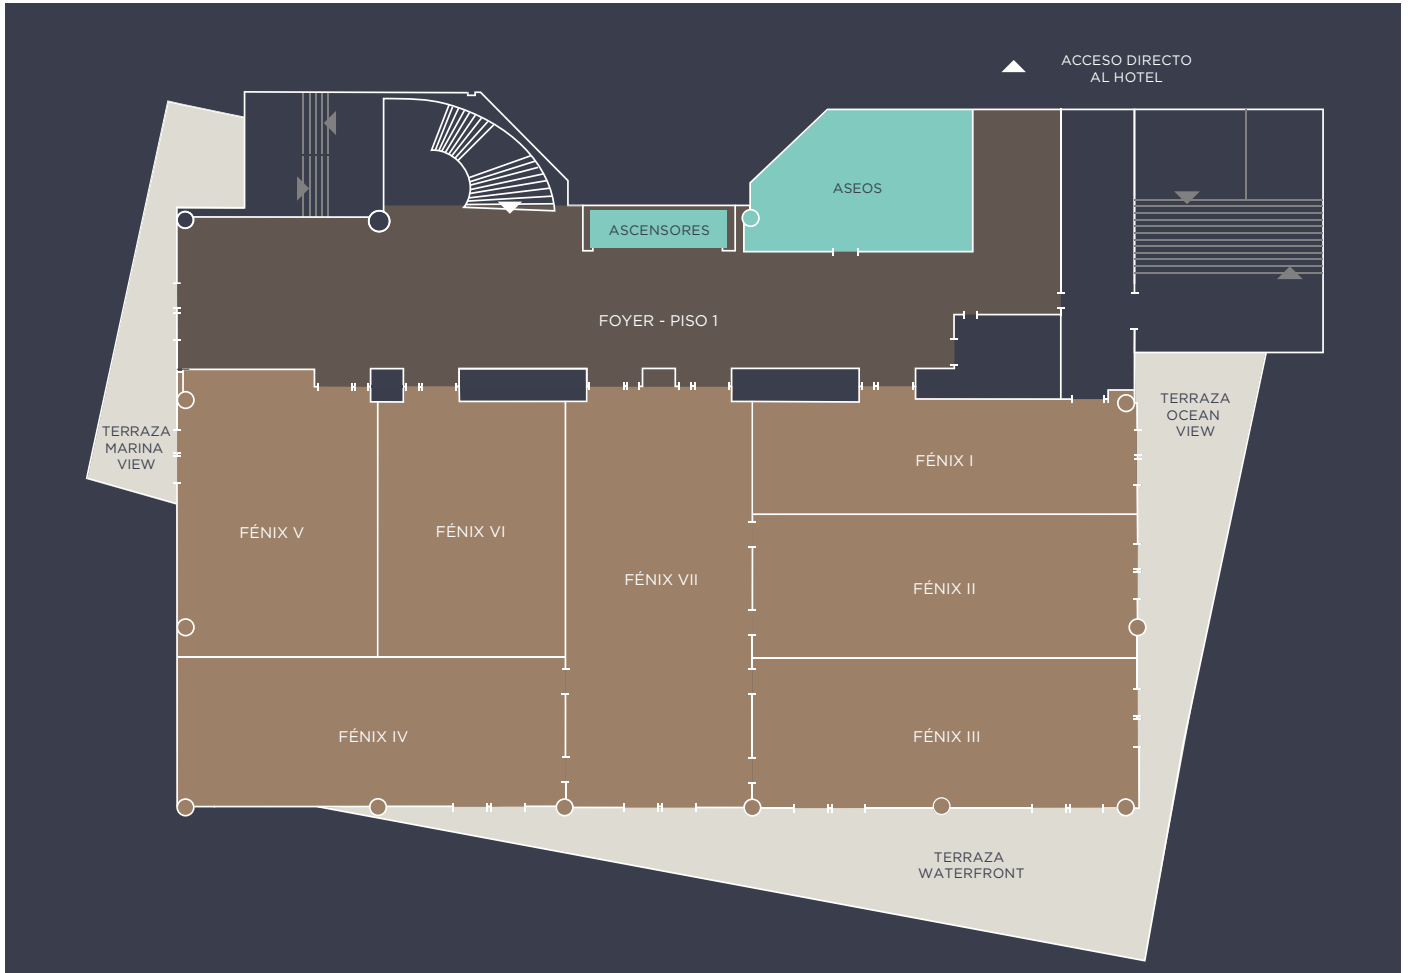 ACCESO DIRECTO
AL HOTEL
ASEOS
ASCENSORES
FOYER - PISO 1
TERRAZA
MARINA
VIEW
TERRAZA
OCEAN
VIEW
FÉNIX I
FÉNIX V
FÉNIX VI
FÉNIX VII
FÉNIX II
FÉNIX IV
FÉNIX III
TERRAZA
WATERFRONT